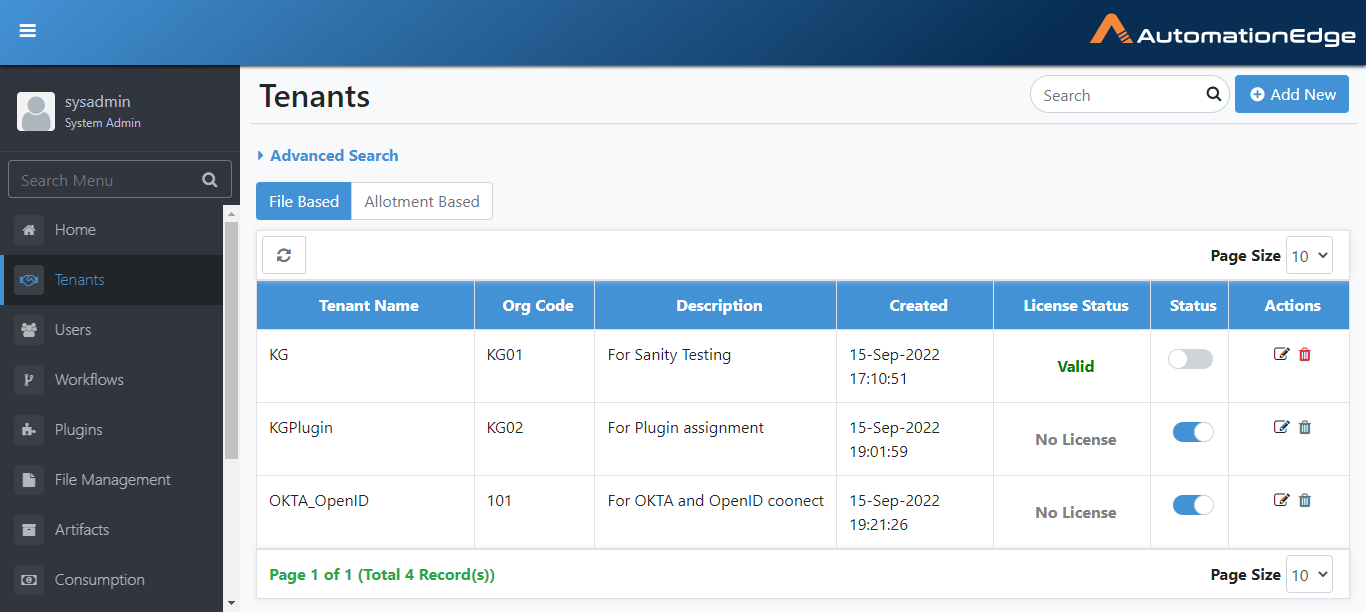 AutomationEdge
sysadmin
System Admin
Search Menu
Home
Tenants
Users
Workflows
Plugins
File Management
Artifacts
Consumption
Tenants
Search
Add New
Advanced Search
File Based Allotment Based
Page Size 10
Tenant Name Org Code Description Created License Status Status Actions
KG KG01 For Sanity Testing 15-Sep-2022
17:10:51 Valid
KGPlugin KG02 For Plugin assignment 15-Sep-2022
19:01:59 No License
OKTA_OpenID 101 For OKTA and OpenID coonect 15-Sep-2022
19:21:26 No License
Page 1 of 1 (Total 4 Record(s)) Page Size 10